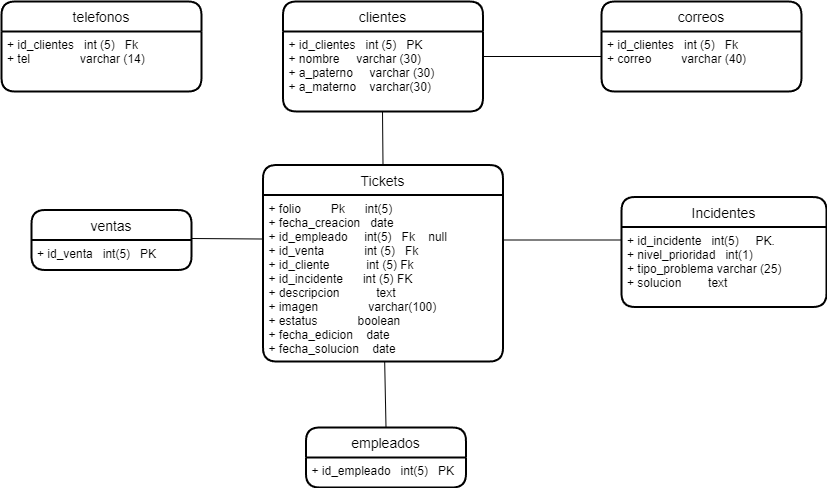 telefonos
+ id_clientes int (5) Fk
+ tel varchar (14)
clientes
+ id_clientes int (5) PK
+ nombre varchar (30)
+ a_paterno varchar (30)
+ a_materno varchar(30)
correos
+ id_clientes int (5) Fk
+ correo varchar (40)
Tickets
+ folio Pk int(5)
+ fecha_creacion date
+ id_empleado int(5) Fk null
+ id_venta int (5) Fk
+ id_cliente int (5) Fk
+ id_incidente int (5) FK
+ descripcion text
+ imagen varchar(100)
+ estatus boolean
+ fecha_edicion date
+ fecha_solucion date
ventas
+ id_venta int(5) PK
Incidentes
+ id_incidente int(5) PK.
+ nivel_prioridad int(1)
+ tipo_problema varchar (25)
+ solucion text
empleados
+ id_empleado int(5) PK